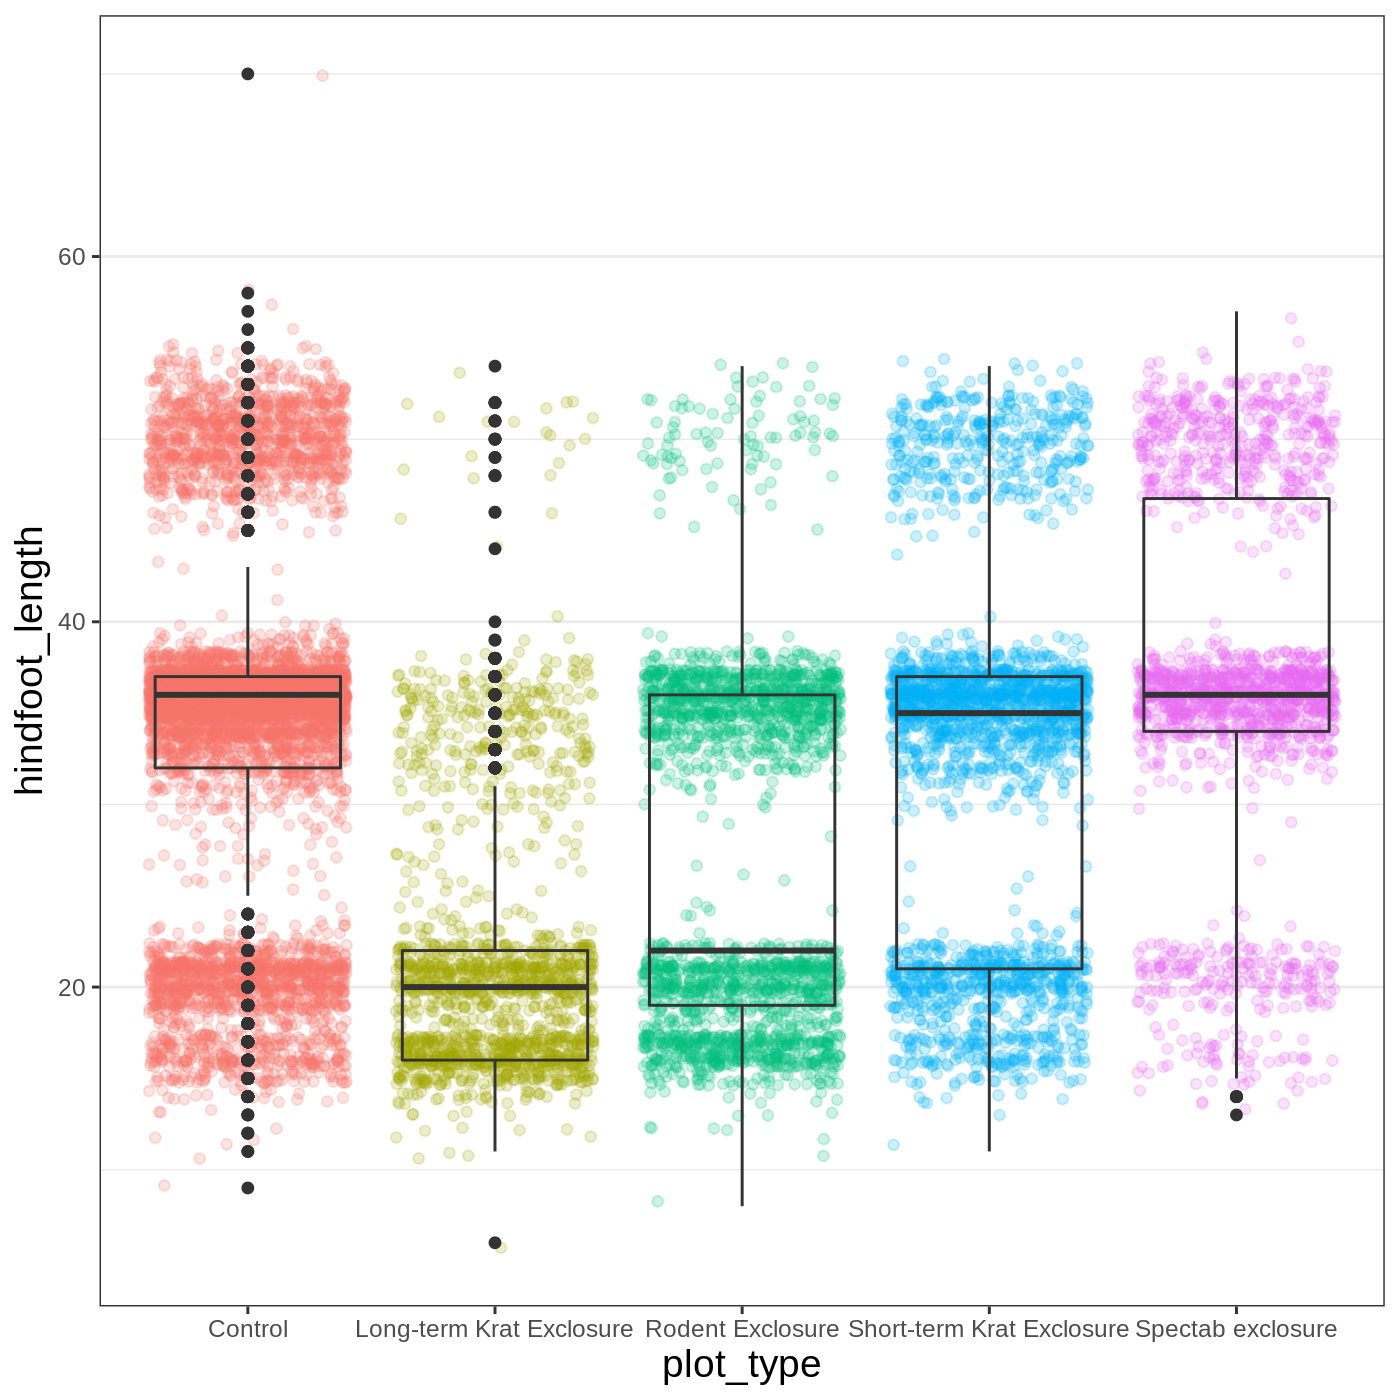 hindfoot_length
60
40
20
Control
Long-term Krat Exclosure
Rodent Exclosure
Short-term Krat Exclosure
Spectab exclosure
plot_type